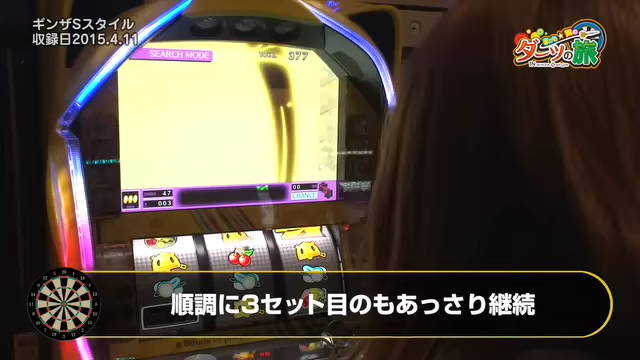 ギンザSスタイル
収録日2015.4.11
ダーツの旅
SEARCH MODE
TOTAL 377
47
003
00
CHANCE
順調に3セット目のもあっさり継続